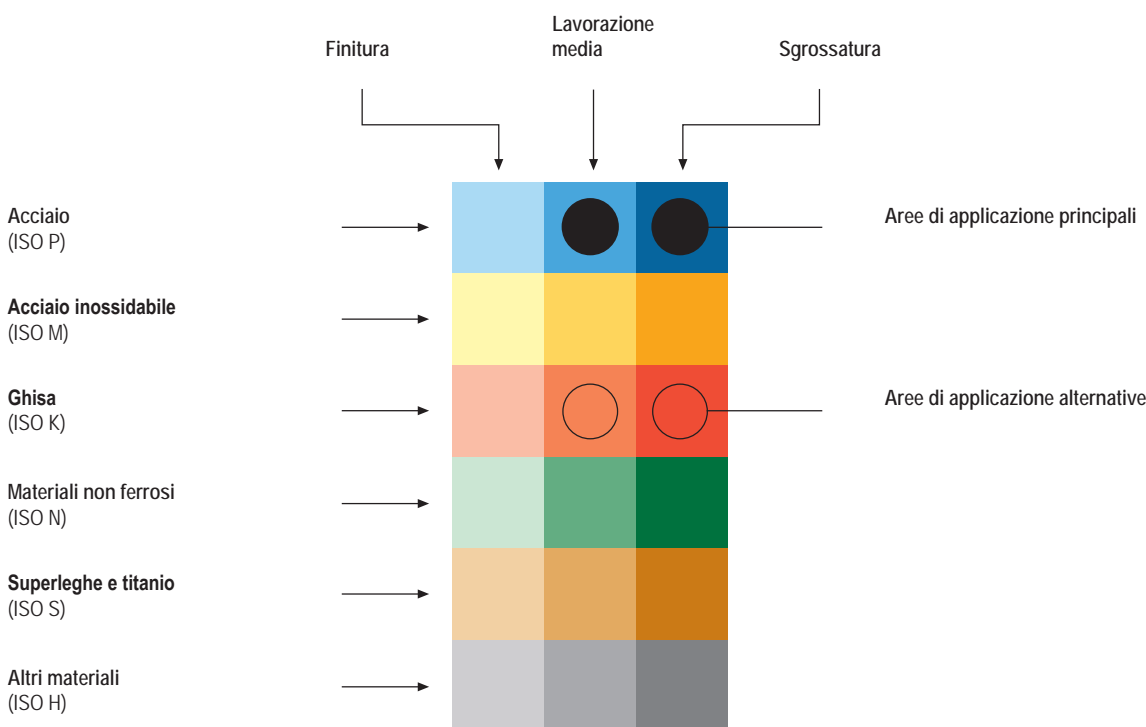 Finitura
Lavorazione
media
Sgrossatura
Acciaio
(ISO P)
Aree di applicazione principali
Acciaio inossidabile
(ISO M)
Ghisa
(ISO K)
Aree di applicazione alternative
Materiali non ferrosi
(ISO N)
Superleghe e titanio
(ISO S)
Altri materiali
(ISO H)